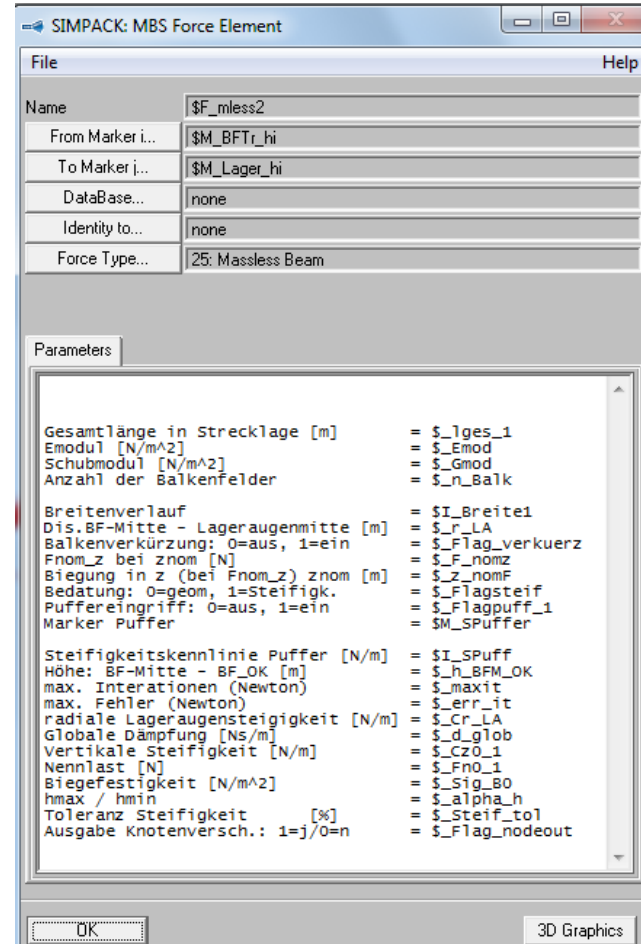 SIMPACK: MBS Force Element
File Help
Name $F_mless2
From Marker i... $M_BFTr_hi
To Marker j... $M_Lager_hi
DataBase... none
Identity to... none
Force Type... 25: Massless Beam
Parameters
Gesamtlänge in Strecklage [m] = $_lges_1
Emodul [N/m^2] = $_Emod
Schubmodul [N/m^2] = $_Gmod
Anzahl der Balkenfelder = $_n_Balk
Breitenverlauf = $I_Breite1
Dis.BF-Mitte - Lageraugenmitte [m] = $_r_LA
Balkenverkürzung: 0=aus, 1=ein = $_Flag_verkuerz
Fnom_z bei znom [N] = $_F_nomz
Biegung in z (bei Fnom_z) znom [m] = $_z_nomF
Bedatung: 0=geom, 1=Steifigk. = $_Flagsteif
Puffereingriff: 0=aus, 1=ein = $_Flagpuff_1
Marker Puffer = $M_SPuffer
Steifigkeitskennlinie Puffer [N/m] = $I_SPuff
Höhe: BF-Mitte - BF_OK [m] = $_h_BFM_OK
max. Interationen (Newton) = $_maxit
max. Fehler (Newton) = $_err_it
radiale Lageraugensteigigkeit [N/m] = $_Cr_LA
Globale Dämpfung [Ns/m] = $_d_glob
Vertikale Steifigkeit [N/m] = $_Cz0_1
Nennlast [N] = $_Fn0_1
Biegefestigkeit [N/m^2] = $_Sig_B0
hmax / hmin = $_alpha_h
Toleranz Steifigkeit [%] = $_Steif_tol
Ausgabe Knotenversch.: 1=j/0=n = $_Flag_nodeout
OK 3D Graphics